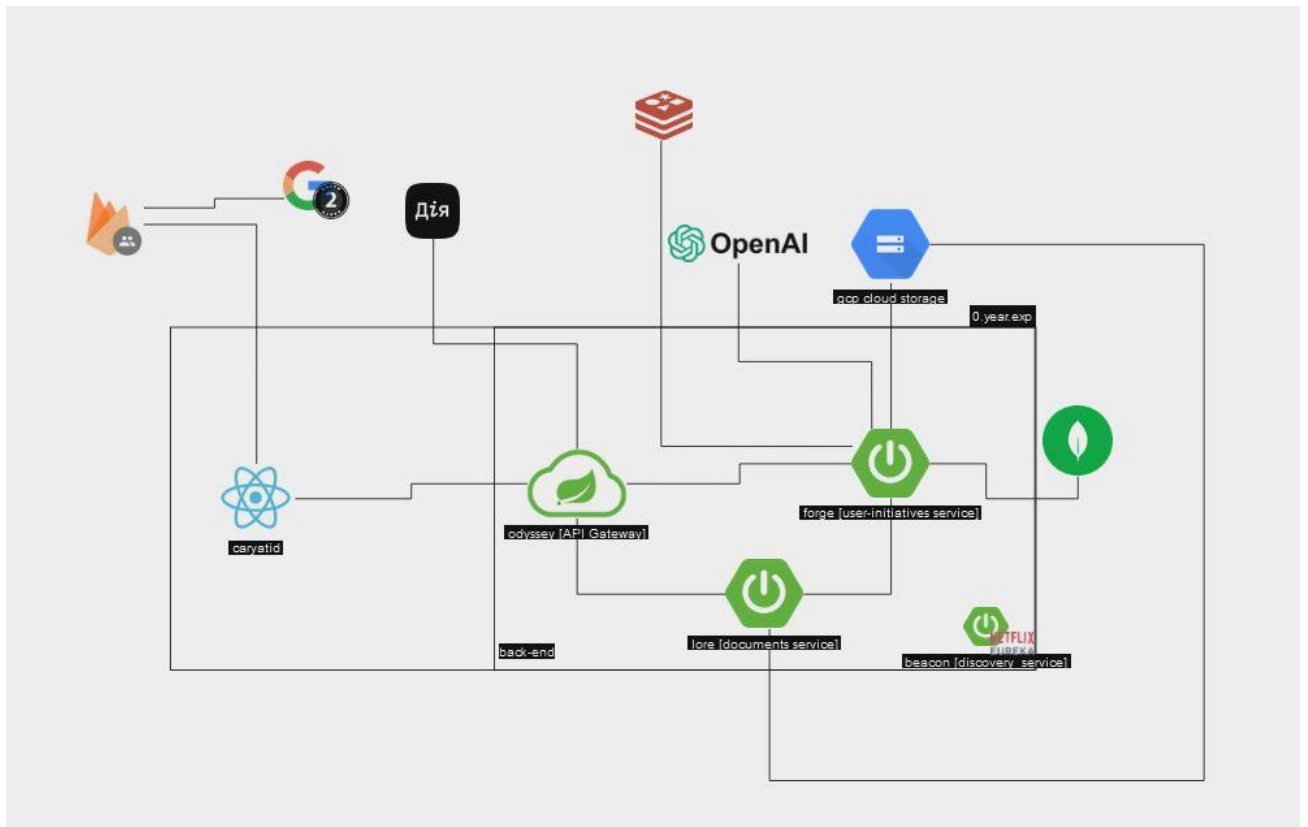 2
Дія
OpenAI
gcp cloud storage
0.year.exp
forge [user-initiatives service]
odyssey [API Gateway]
caryatid
lore [documents service]
back-end
NETFLIX
EUREKA
beacon [discovery service]